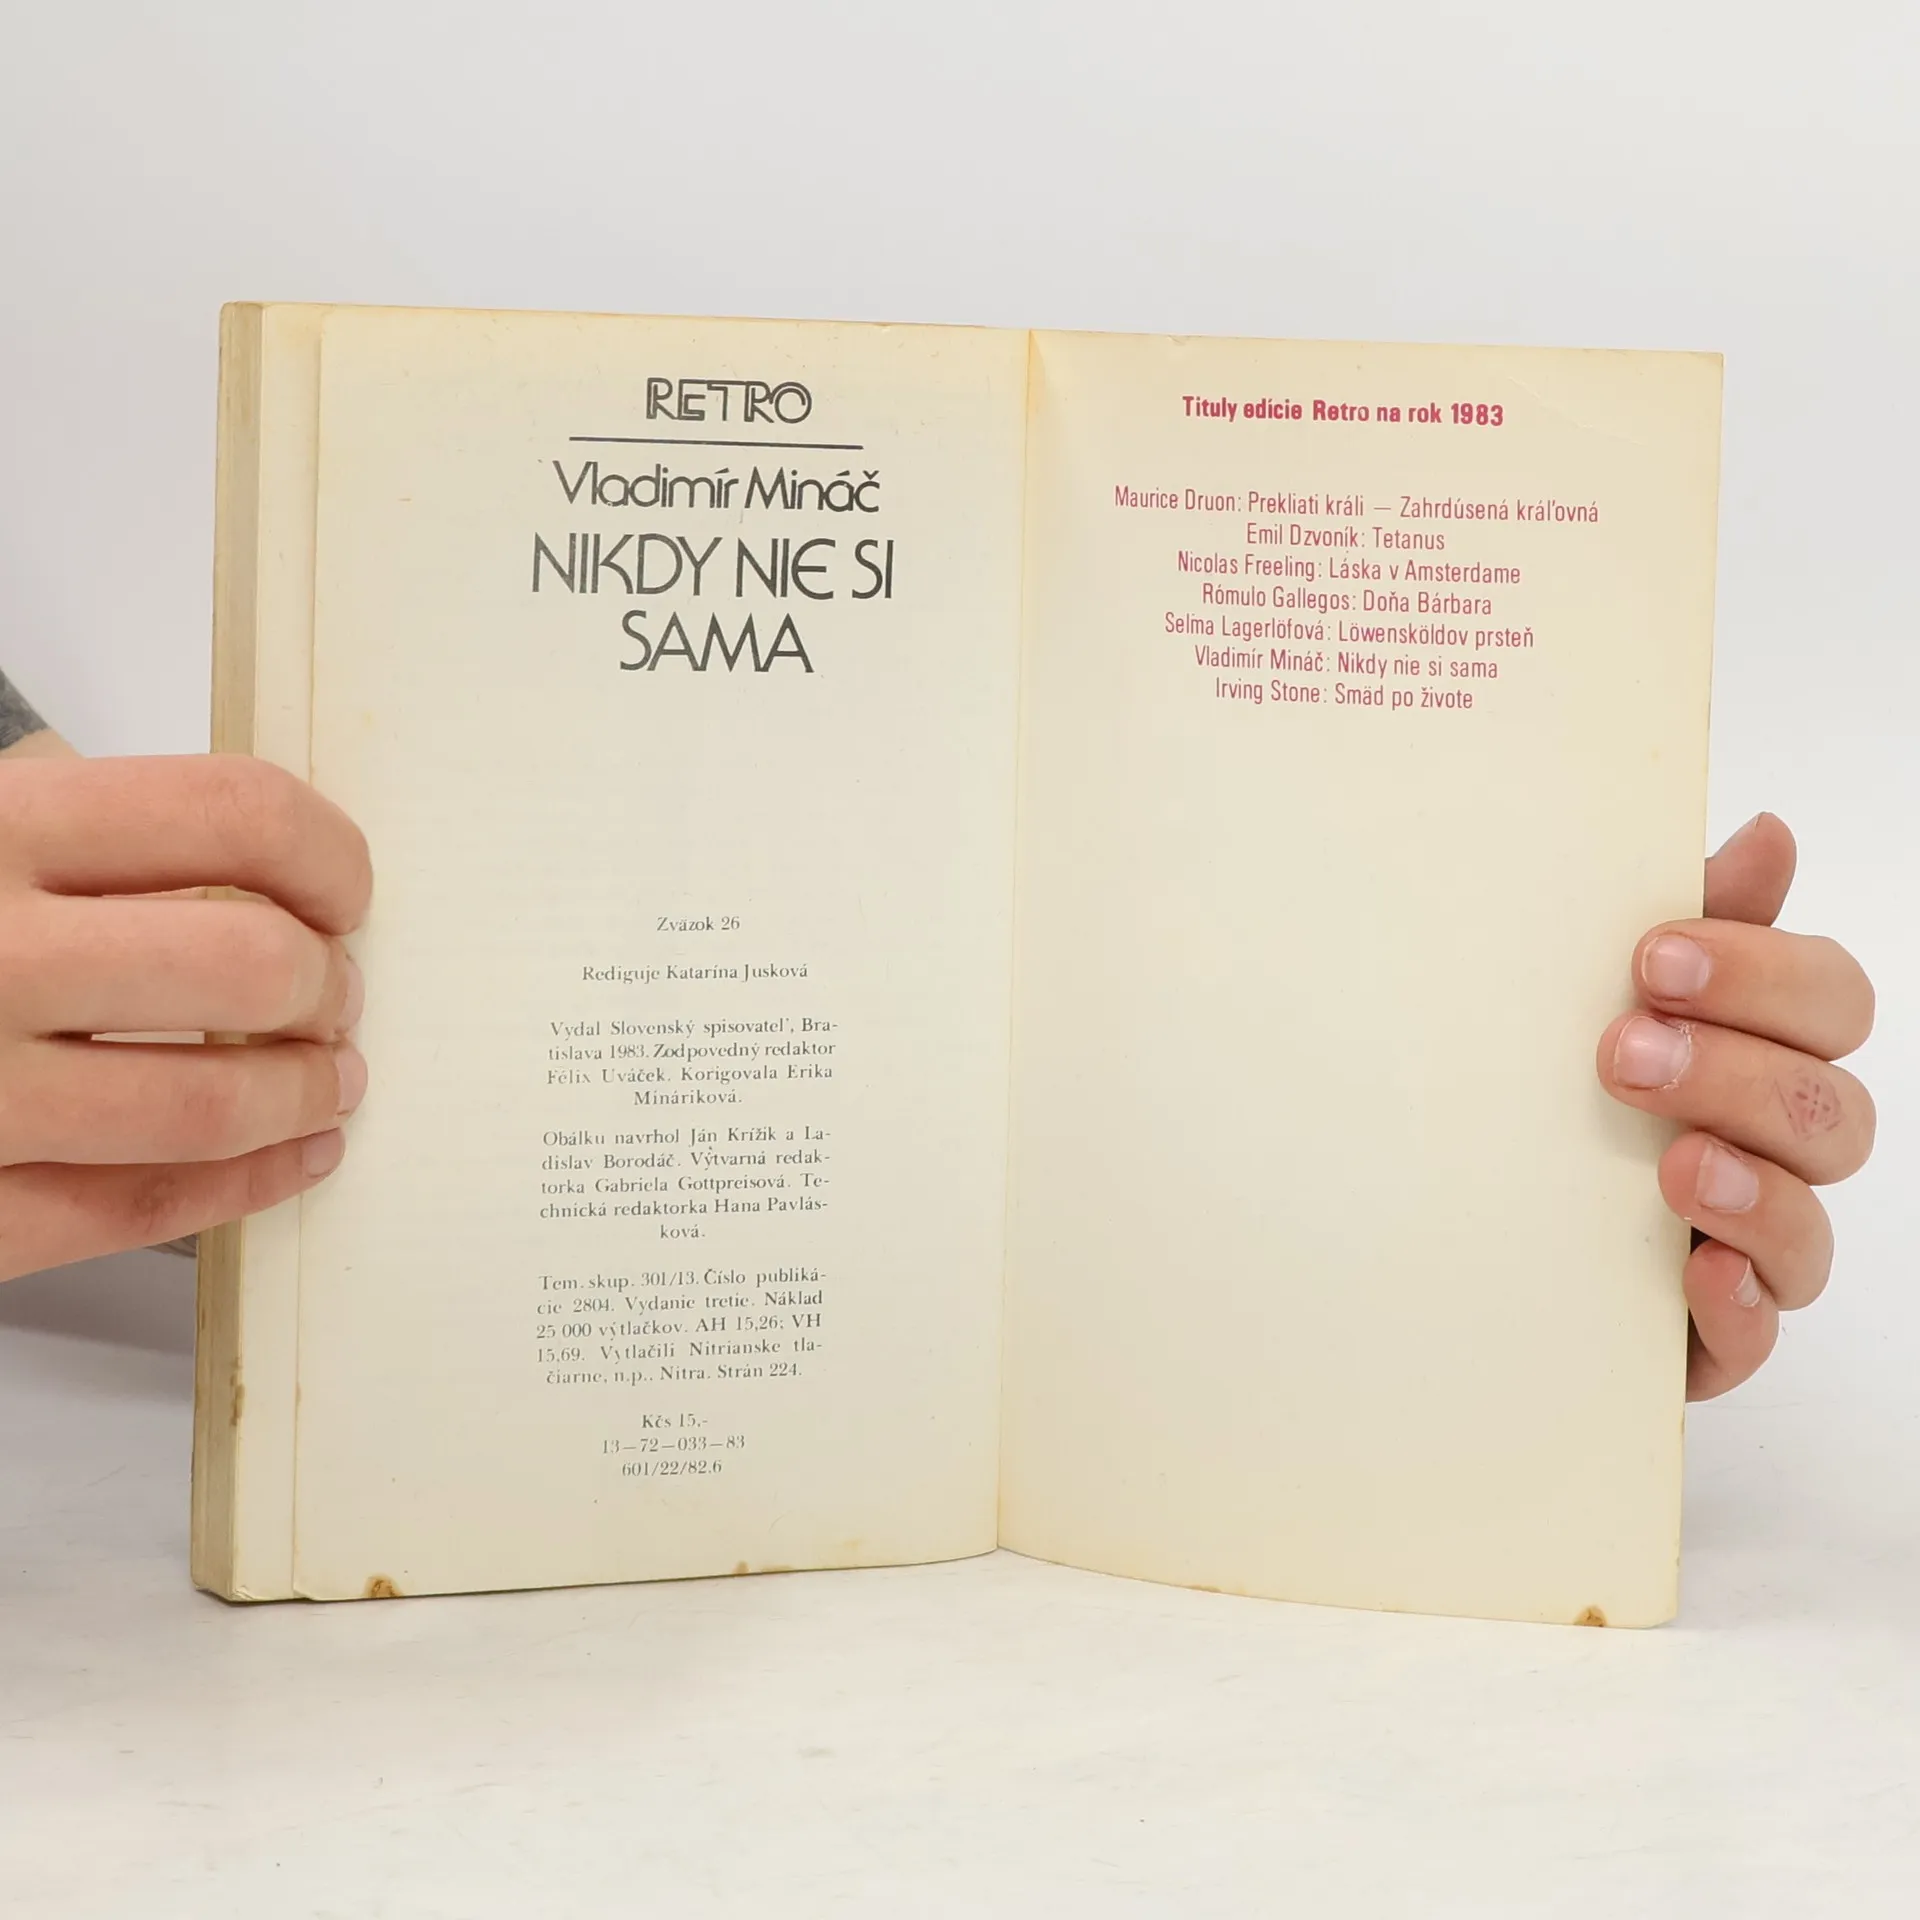 RETRO
Vladimír Mináč
NIKDY NIE SI
SAMA
Zväzok 26
Rediguje Katarína Jusková
Vydal Slovenský spisovateľ, Bra-
tislava 1983. Zodpovedný redaktor
Félix Uváček. Korigovala Erika
Mináriková.
Obálku navrhol Ján Krížik a La-
dislav Borodáč. Výtvarná redak-
torka Gabriela Gottpreisová. Te-
chnická redaktorka Hana Pavlás-
ková.
Tem. skup. 301/13. Číslo publiká-
cie 2804. Vydanie tretie. Náklad
25 000 výtlačkov. AH 15,26; VH
15,69. Vytlačili Nitrianske tla-
čiarne, n.p., Nitra. Strán 224.
Kčs 15,-
13—72—033—83
601/22/82.6
Tituly edície Retro na rok 1983
Maurice Druon: Prekliati králi — Zahrdúsená kráľovná
Emil Dzvoník: Tetanus
Nicolas Freeling: Láska v Amsterdame
Rómulo Gallegos: Doňa Bárbara
Selma Lagerlöfová: Löwensköldov prsteň
Vladimír Mináč: Nikdy nie si sama
Irving Stone: Smäd po živote